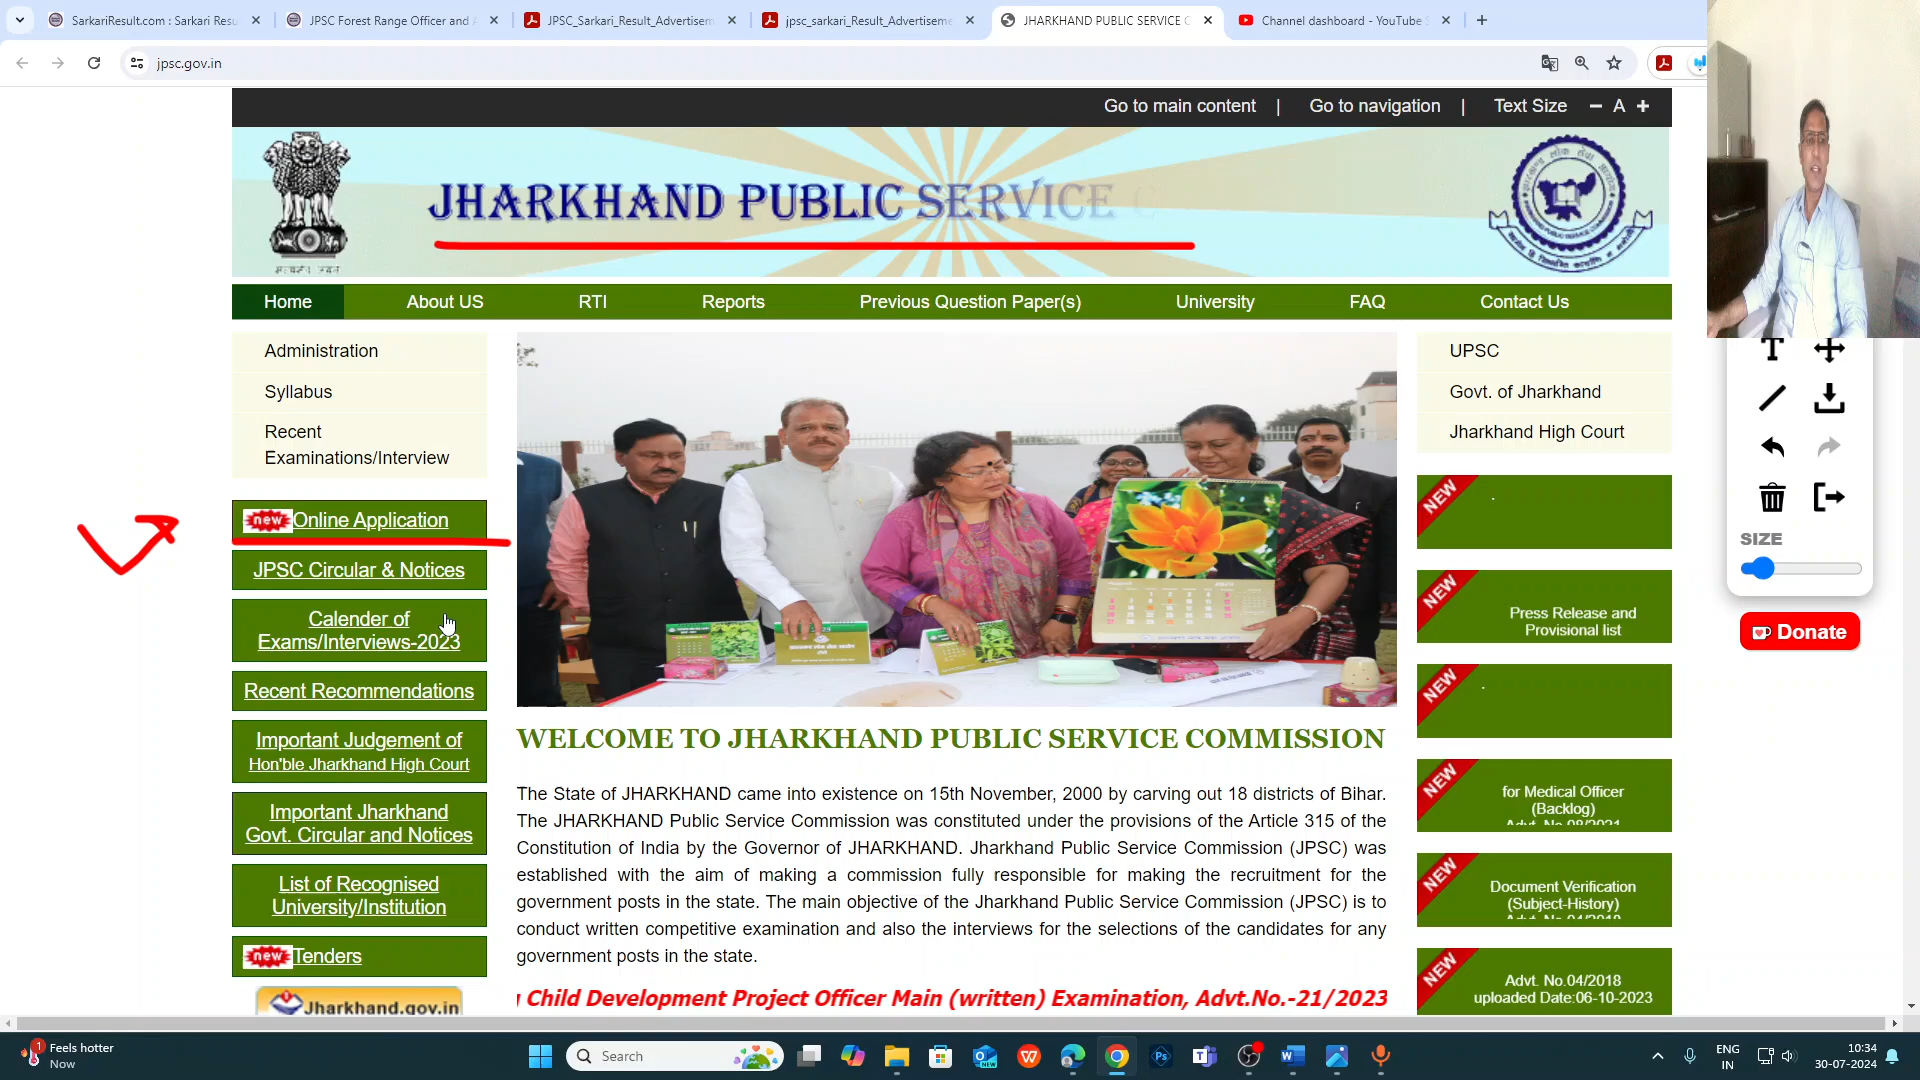 SarkariResult.com : Sarkari Resu
JPSC Forest Range Officer and A
JPSC_Sarkari_Result_Advertisem
jpsc_sarkari_Result_Advertiseme
JHARKHAND PUBLIC SERVICE C
Channel dashboard - YouTube S
jpsc.gov.in
Go to main content | Go to navigation | Text Size − A +
JHARKHAND PUBLIC SERVICE C
Home About US RTI Reports Previous Question Paper(s) University FAQ Contact Us
Administration
Syllabus
Recent
Examinations/Interview
new Online Application
JPSC Circular & Notices
Calender of
Exams/Interviews-2023
Recent Recommendations
Important Judgement of
Hon'ble Jharkhand High Court
Important Jharkhand
Govt. Circular and Notices
List of Recognised
University/Institution
new Tenders
Jharkhand.gov.in
WELCOME TO JHARKHAND PUBLIC SERVICE COMMISSION
The State of JHARKHAND came into existence on 15th November, 2000 by carving out 18 districts of Bihar.
The JHARKHAND Public Service Commission was constituted under the provisions of the Article 315 of the
Constitution of India by the Governor of JHARKHAND. Jharkhand Public Service Commission (JPSC) was
established with the aim of making a commission fully responsible for making the recruitment for the
government posts in the state. The main objective of the Jharkhand Public Service Commission (JPSC) is to
conduct written competitive examination and also the interviews for the selections of the candidates for any
government posts in the state.
Child Development Project Officer Main (written) Examination, Advt.No.-21/2023
UPSC
Govt. of Jharkhand
Jharkhand High Court
NEW
NEW
Press Release and
Provisional list
NEW
NEW
for Medical Officer
(Backlog)
Advt. No.08/2021
NEW
Document Verification
(Subject-History)
Advt. No.04/2018
NEW
Advt. No.04/2018
uploaded Date:06-10-2023
T
SIZE
Donate
1
Feels hotter
Now
Search
ENG
IN
10:34
30-07-2024